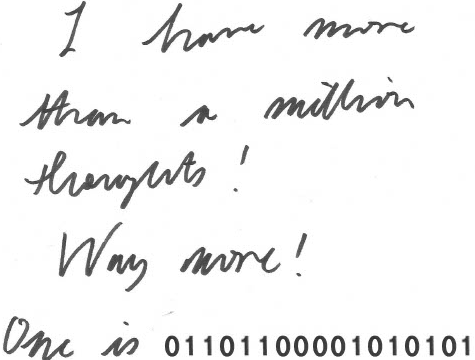 I have more
than a million
thoughts!
Way more!
One is 01101100001010101